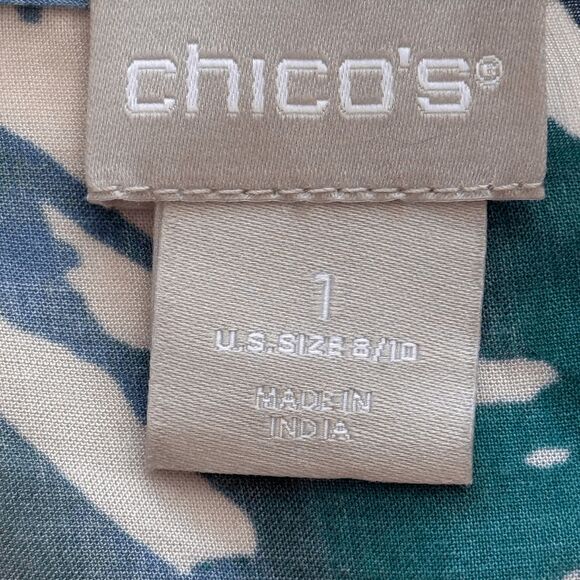 chico's®
1
U.S.SIZE 8/10
MADE IN
INDIA